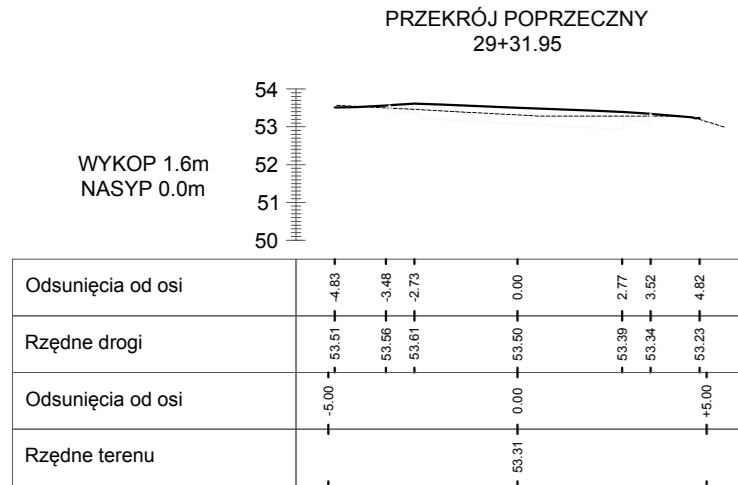 PRZEKRÓJ POPRZECZNY
29+31.95
54
53
52
51
50
WYKOP 1.6m
NASYP 0.0m
Odsunięcia od osi -4.83 -3.48 -2.73 0.00 2.77 3.52 4.82
Rzędne drogi 53.51 53.56 53.61 53.50 53.39 53.34 53.23
Odsunięcia od osi -5.00 0.00 +5.00
Rzędne terenu 53.31